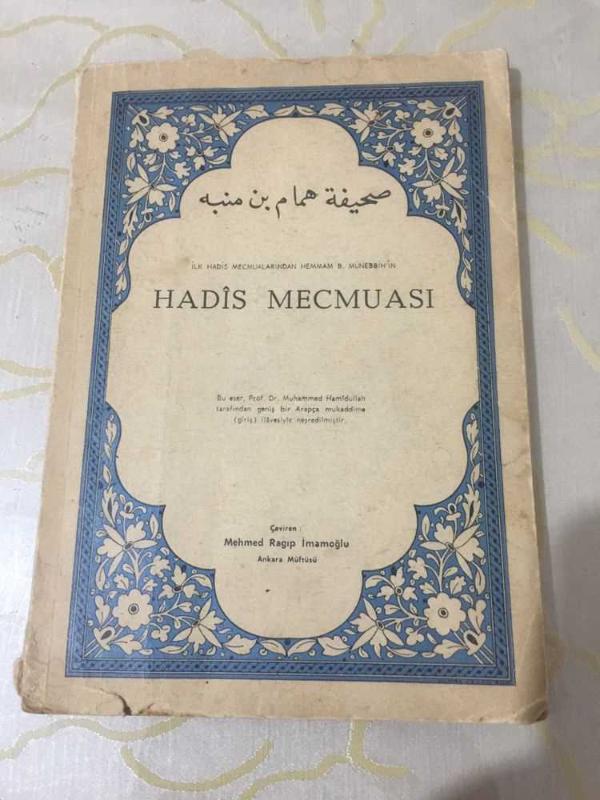 صحيفة همام بن منبه
İLK HADİS MECMUALARINDAN HEMMAM B. MÜNEBBİH'İN
HADÎS MECMUASI
Bu eser, Prof. Dr. Muhammed Hamîdullah
tarafından geniş bir Arapça mukaddime
(giriş) ilâvesiyle neşredilmiştir.
Çeviren :
Mehmed Ragıp İmamoğlu
Ankara Müftüsü